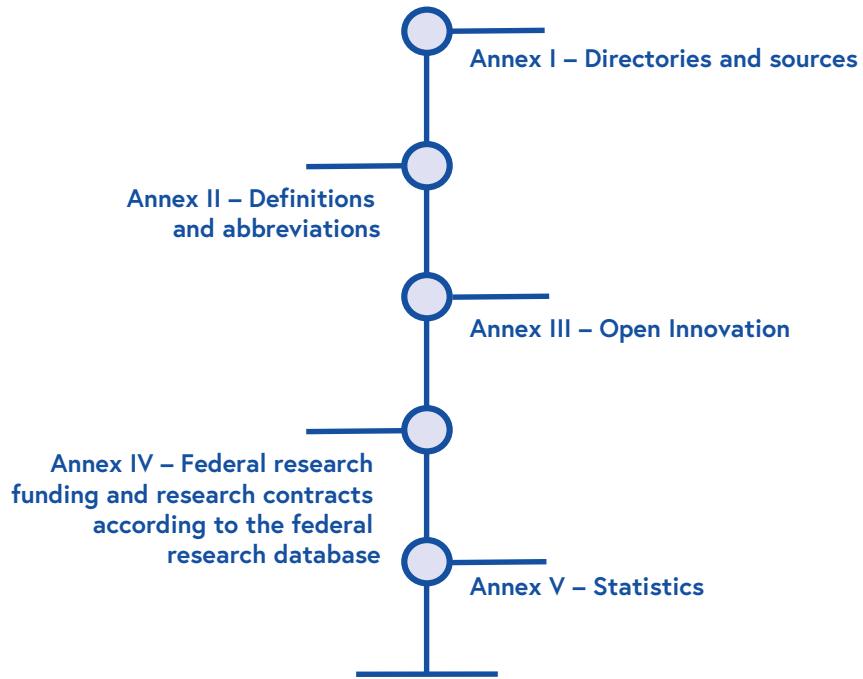 Annex I – Directories and sources
Annex II – Definitions
and abbreviations
Annex III – Open Innovation
Annex IV – Federal research
funding and research contracts
according to the federal
research database
Annex V – Statistics